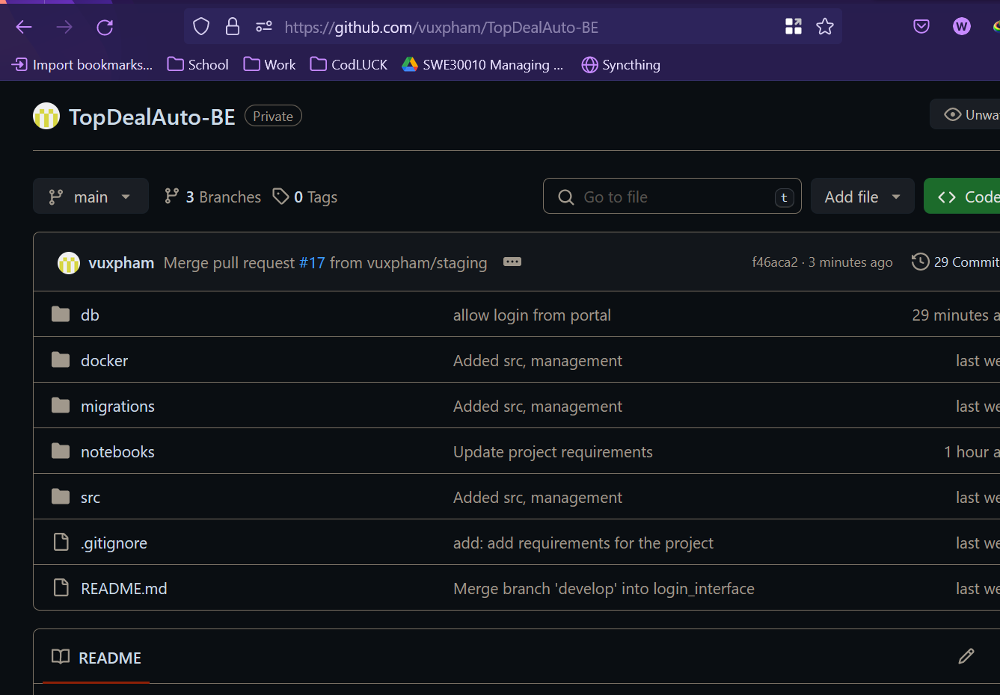 https://github.com/vuxpham/TopDealAuto-BE
W
Import bookmarks... School Work CodLUCK SWE30010 Managing ... Syncthing
TopDealAuto-BE Private Unwa
main 3 Branches 0 Tags Go to file t Add file Code
vuxpham Merge pull request #17 from vuxpham/staging f46aca2 · 3 minutes ago 29 Commit
db allow login from portal 29 minutes a
docker Added src, management last we
migrations Added src, management last we
notebooks Update project requirements 1 hour a
src Added src, management last we
.gitignore add: add requirements for the project last we
README.md Merge branch 'develop' into login_interface last we
README